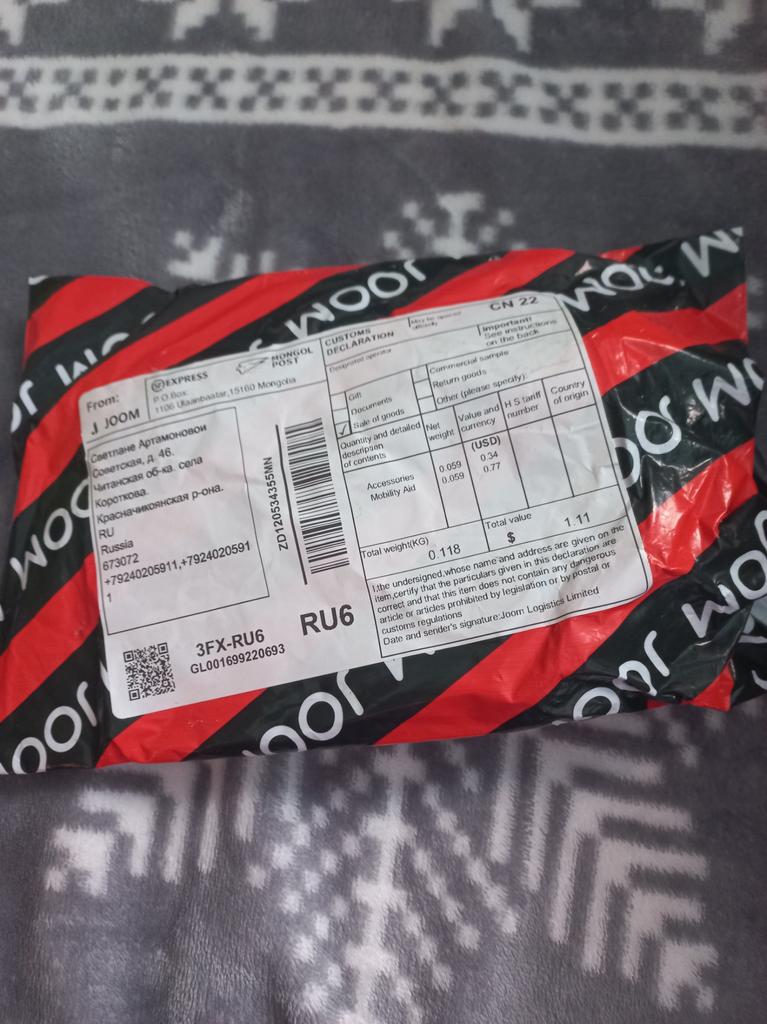 JOOM
From:
JOOM
EXPRESS
P.O.Box:
1106 Ulaanbaatar,15160 Mongolia
MONGOL
POST
Светлане Артамоновои
Советская, д. 46.
Читанская об-ка. села
Короткова.
Красначикоянская р-она.
RU
Russia
673072
+79240205911,+7924020591
1
ZD120534355MN
3FX-RU6
GL001699220693
RU6
CUSTOMS
DECLARATION
May be opened
officially
CN 22
Designated operator
Important!
See instructions
on the back
Gift
Documents
Sale of goods
Commercial sample
Return goods
Other (please specify):
Quantity and detailed
description
of contents
Net
weight
Value and
currency
(USD)
H S tariff
number
Country
of origin
Accessories 0.059 0.34
Mobility Aid 0.059 0.77
Total weight(KG)
0.118
Total value
$ 1.11
I,the undersigned,whose name and address are given on the
item,certify that the particulars given in this declaration are
correct and that this item does not contain any dangerous
article or articles prohibited by legislation or by postal or
customs regulations
Date and sender's signature:Joom Logistics Limited
JOOM
JOOM
JOOM